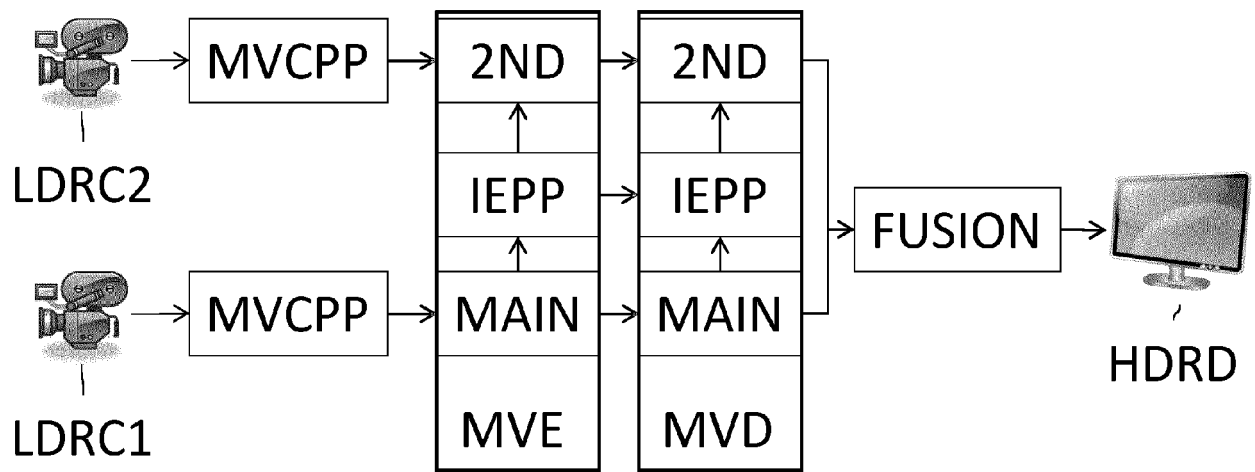 MVCPP
2ND
2ND
LDRC2
IEPP
IEPP
FUSION
MVCPP
MAIN
MAIN
HDRD
LDRC1
MVE
MVD